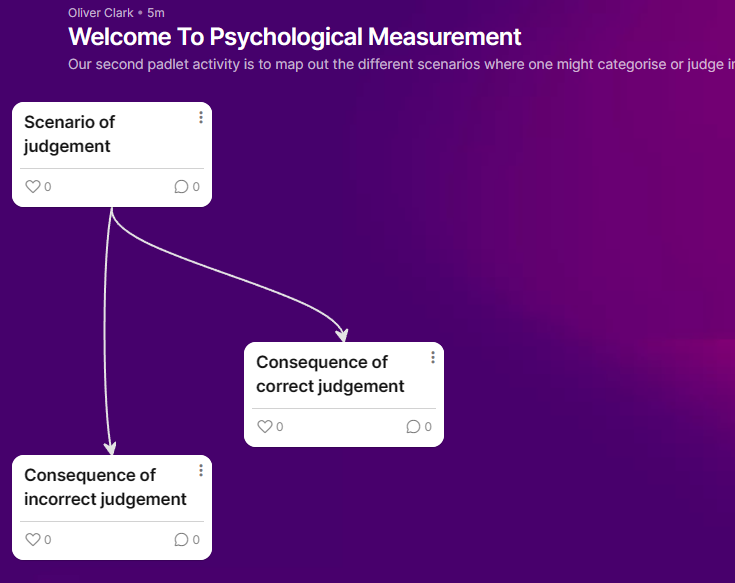 Oliver Clark • 5m
Welcome To Psychological Measurement
Our second padlet activity is to map out the different scenarios where one might categorise or judge
Scenario of
judgement
0 0
Consequence of
correct judgement
0 0
Consequence of
incorrect judgement
0 0